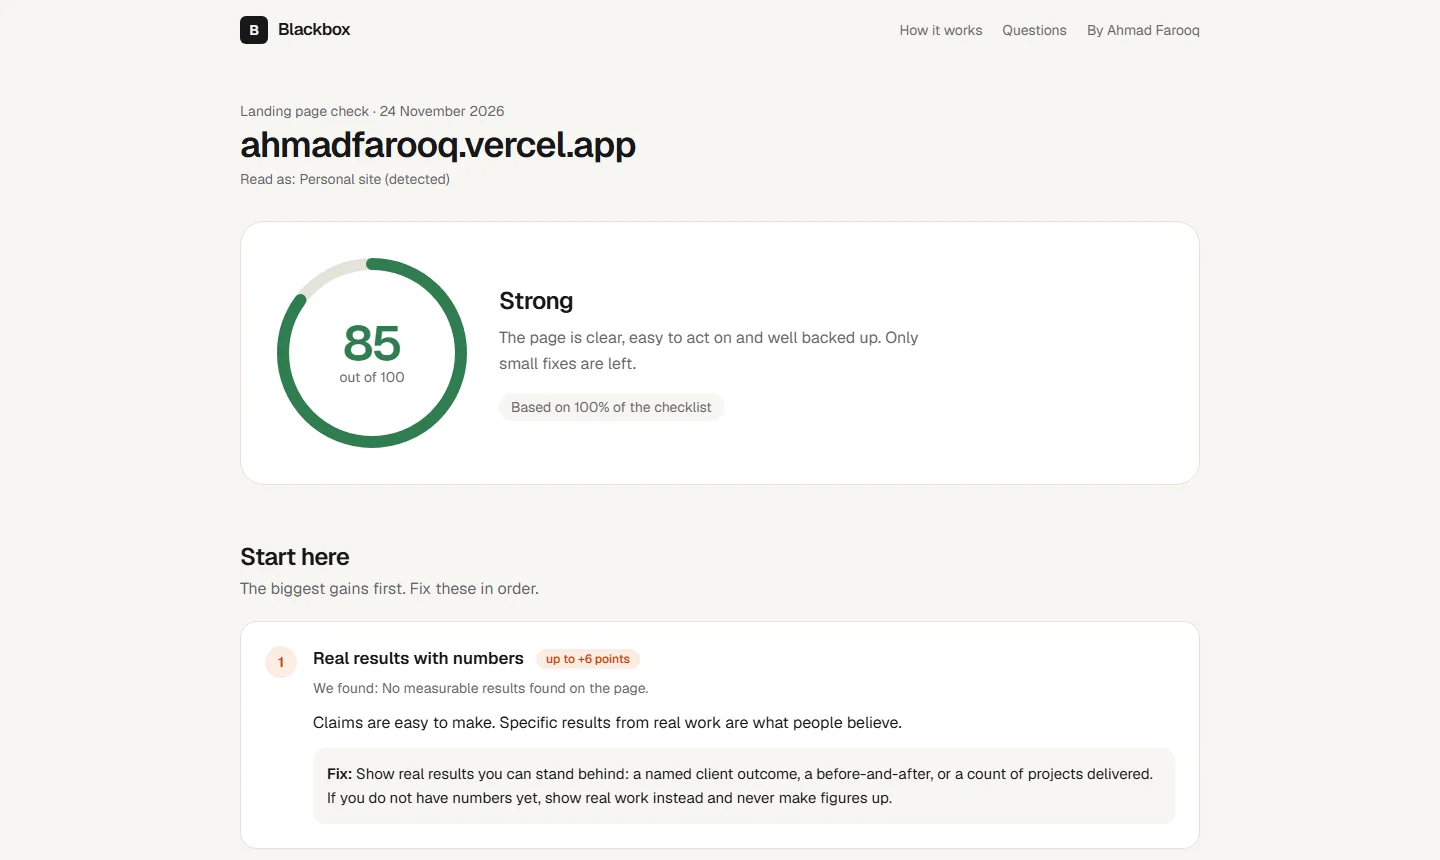 B Blackbox
How it works Questions By Ahmad Farooq
Landing page check · 24 November 2026
ahmadfarooq.vercel.app
Read as: Personal site (detected)
85
out of 100
Strong
The page is clear, easy to act on and well backed up. Only
small fixes are left.
Based on 100% of the checklist
Start here
The biggest gains first. Fix these in order.
1 Real results with numbers up to +6 points
We found: No measurable results found on the page.
Claims are easy to make. Specific results from real work are what people believe.
Fix: Show real results you can stand behind: a named client outcome, a before-and-after, or a count of projects delivered.
If you do not have numbers yet, show real work instead and never make figures up.